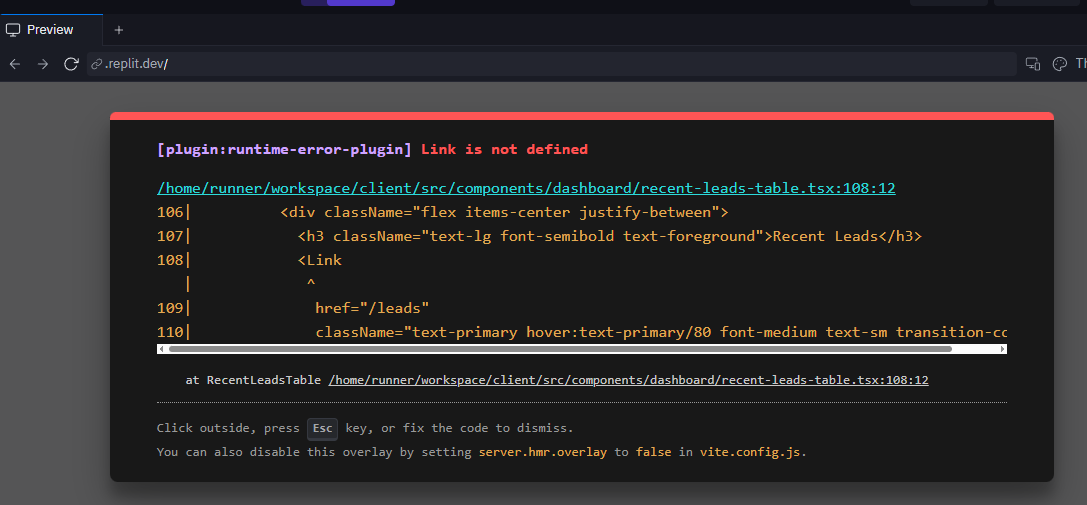 Preview
.replit.dev/
Th
[plugin:runtime-error-plugin] Link is not defined
/home/runner/workspace/client/src/components/dashboard/recent-leads-table.tsx:108:12
106|          <div className="flex items-center justify-between">
107|            <h3 className="text-lg font-semibold text-foreground">Recent Leads</h3>
108|            <Link
   |             ^
109|              href="/leads"
110|              className="text-primary hover:text-primary/80 font-medium text-sm transition-co
at RecentLeadsTable /home/runner/workspace/client/src/components/dashboard/recent-leads-table.tsx:108:12
Click outside, press Esc key, or fix the code to dismiss.
You can also disable this overlay by setting server.hmr.overlay to false in vite.config.js.